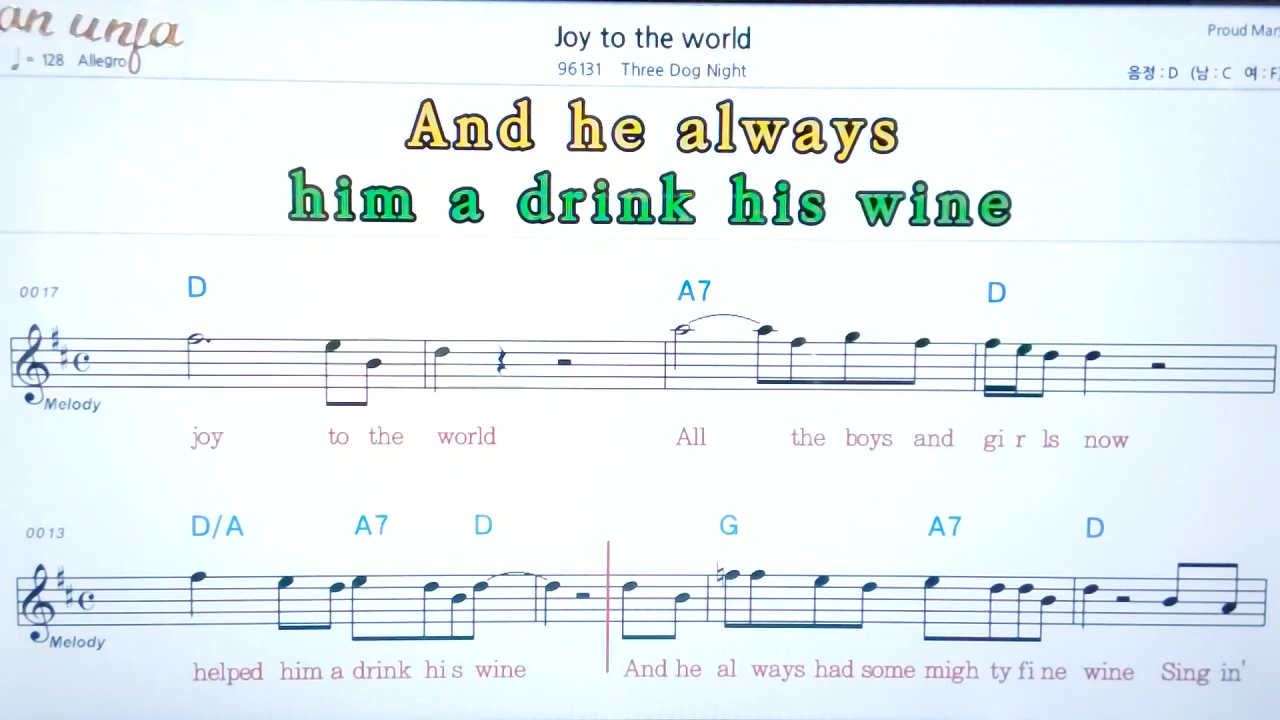 an unfa
Joy to the world
Proud Mar
♩= 128 Allegro
96131 Three Dog Night
음정 : D (남 : C 여 : F)
And he always
him a drink his wine
0017
D A7 D
Melody
joy to the world All the boys and gi r ls now
0013
D/A A7 D G A7 D
Melody
helped him a drink hi s wine And he al ways had some migh ty fi ne wine Sing in'